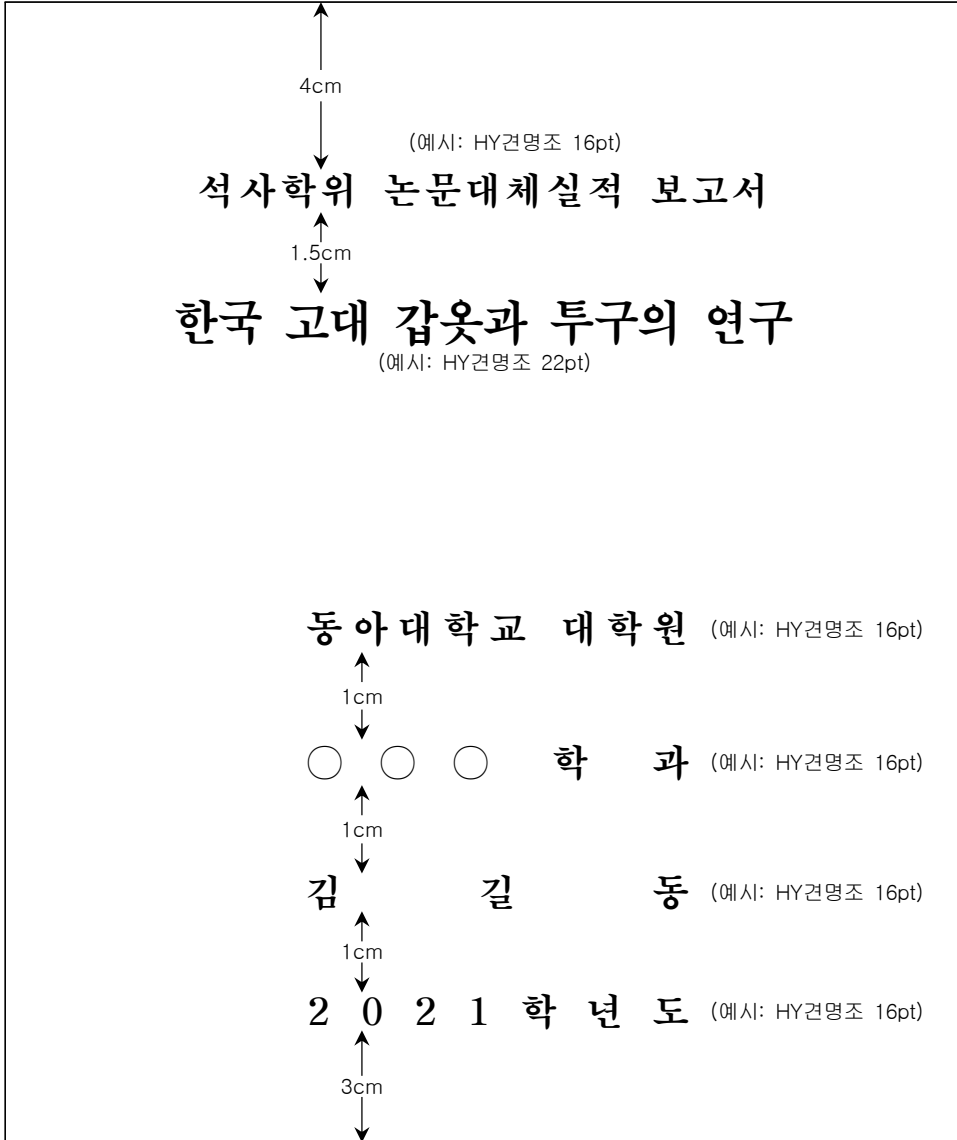 4cm
(예시: HY견명조 16pt)
석사학위 논문대체실적 보고서
1.5cm
한국 고대 갑옷과 투구의 연구
(예시: HY견명조 22pt)
동아대학교 대학원 (예시: HY견명조 16pt)
1cm
○ ○ ○ 학 과 (예시: HY견명조 16pt)
1cm
김 길 동 (예시: HY견명조 16pt)
1cm
2 0 2 1 학 년 도 (예시: HY견명조 16pt)
3cm